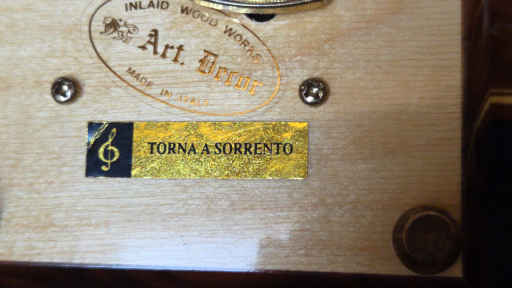 INLAID WOOD WORKS
Art. Decor
MADE IN ITALY
TORNA A SORRENTO